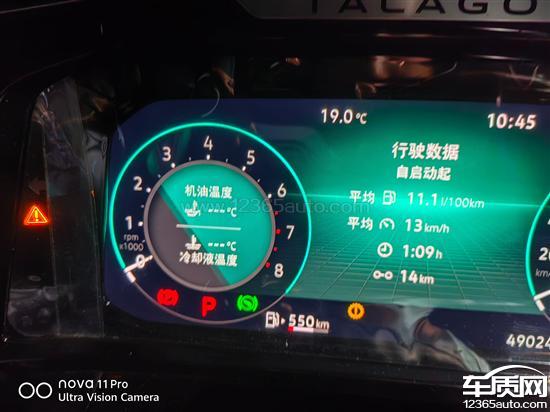 TALAGO
19.0℃
10:45
行驶数据
自启动起
平均 11.1 l/100km
平均 13 km/h
1:09 h
14 km
机油温度
---℃
---℃
冷却液温度
0
1
2
3
4
5
6
7
8
rpm
x1000
P
550 km
49024
20
www.12365auto.com
nova 11 Pro
Ultra Vision Camera
车质网
12365auto.com